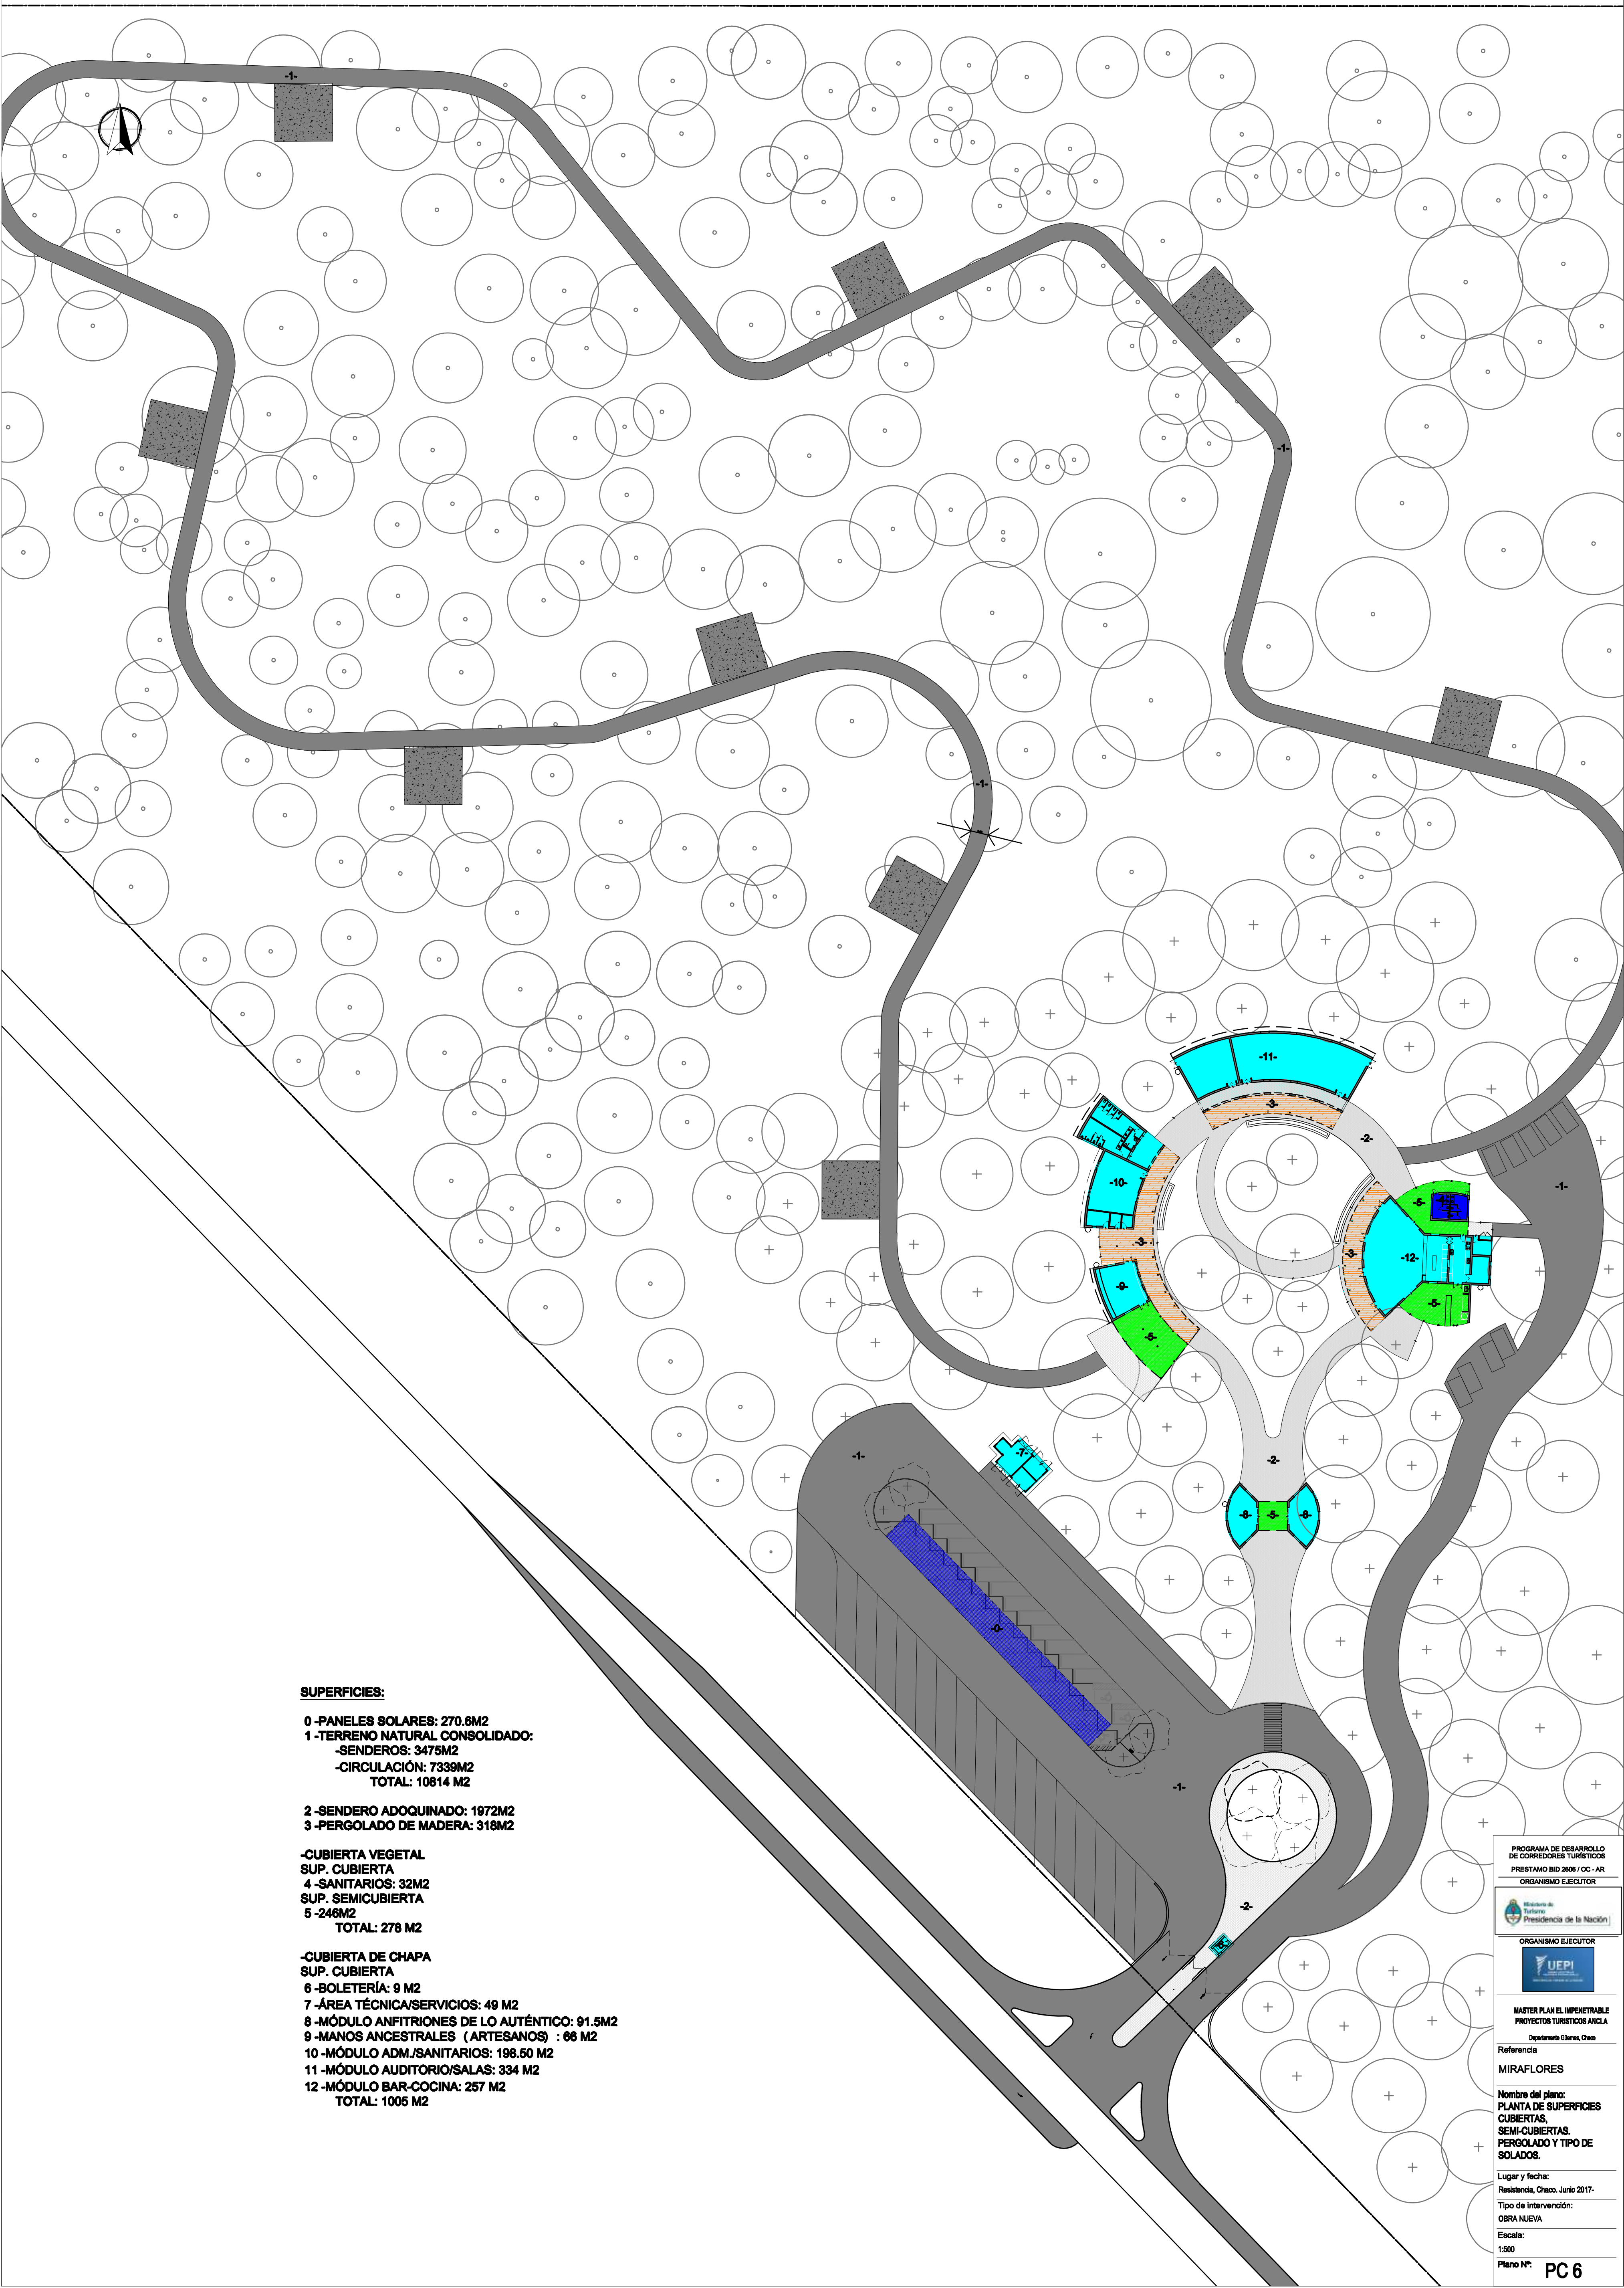 -1-
-1-
-1-
-11-
-3-
-2-
-10-
-1-
-5-
-3-
-3-
-12-
-9-
-5-
-5-
-1-
-7-
-2-
-8-
-5-
-8-
-0-
-1-
-2-
SUPERFICIES:
0 -PANELES SOLARES: 270.6M2
1 -TERRENO NATURAL CONSOLIDADO:
-SENDEROS: 3475M2
-CIRCULACIÓN: 7339M2
TOTAL: 10814 M2
2 -SENDERO ADOQUINADO: 1972M2
3 -PERGOLADO DE MADERA: 318M2
-CUBIERTA VEGETAL
SUP. CUBIERTA
4 -SANITARIOS: 32M2
SUP. SEMICUBIERTA
5 -246M2
TOTAL: 278 M2
-CUBIERTA DE CHAPA
SUP. CUBIERTA
6 -BOLETERÍA: 9 M2
7 -ÁREA TÉCNICA/SERVICIOS: 49 M2
8 -MÓDULO ANFITRIONES DE LO AUTÉNTICO: 91.5M2
9 -MANOS ANCESTRALES ( ARTESANOS) : 66 M2
10 -MÓDULO ADM./SANITARIOS: 198.50 M2
11 -MÓDULO AUDITORIO/SALAS: 334 M2
12 -MÓDULO BAR-COCINA: 257 M2
TOTAL: 1005 M2
PROGRAMA DE DESARROLLO
DE CORREDORES TURÍSTICOS
PRESTAMO BID 2606 / OC - AR
ORGANISMO EJECUTOR
Ministerio de
Turismo
Presidencia de la Nación
ORGANISMO EJECUTOR
UEPI
MASTER PLAN EL IMPENETRABLE
PROYECTOS TURISTICOS ANCLA
Departamento Güemes, Chaco
Referencia
MIRAFLORES
Nombre del plano:
PLANTA DE SUPERFICIES
CUBIERTAS,
SEMI-CUBIERTAS.
PERGOLADO Y TIPO DE
SOLADOS.
Lugar y fecha:
Resistencia, Chaco. Junio 2017-
Tipo de intervención:
OBRA NUEVA
Escala:
1:500
Plano Nº: PC 6